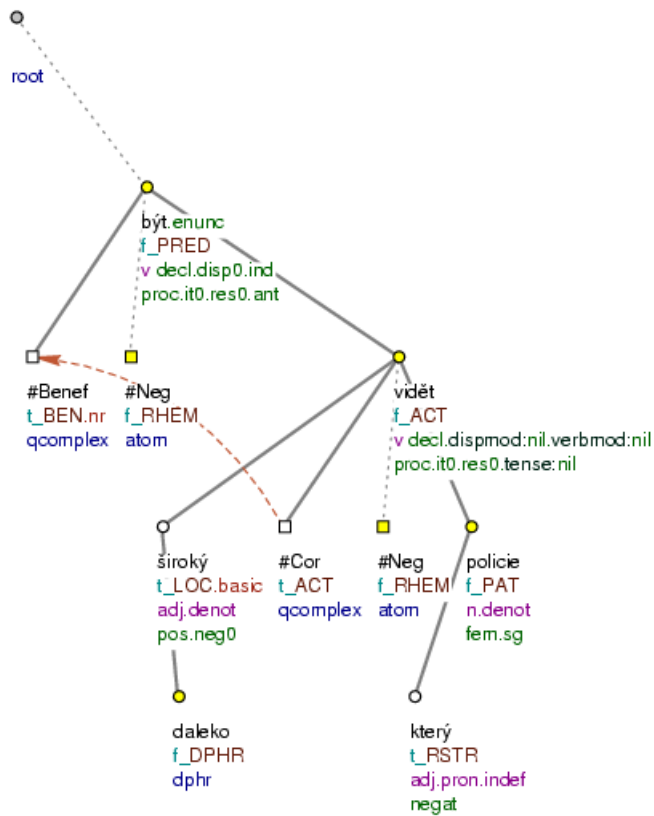 root
být.enunc
f_PRED
v decl.disp0.ind
proc.it0.res0.ant
#Benef
t_BEN.nr
qcomplex
#Neg
f_RHEM
atom
vidět
f_ACT
v decl.dispmod:nil.verbmod:nil
proc.it0.res0.tense:nil
široký
t_LOC.basic
adj.denot
pos.neg0
#Cor
t_ACT
qcomplex
#Neg
f_RHEM
atom
policie
f_PAT
n.denot
fem.sg
daleko
f_DPHR
dphr
který
t_RSTR
adj.pron.indef
negat